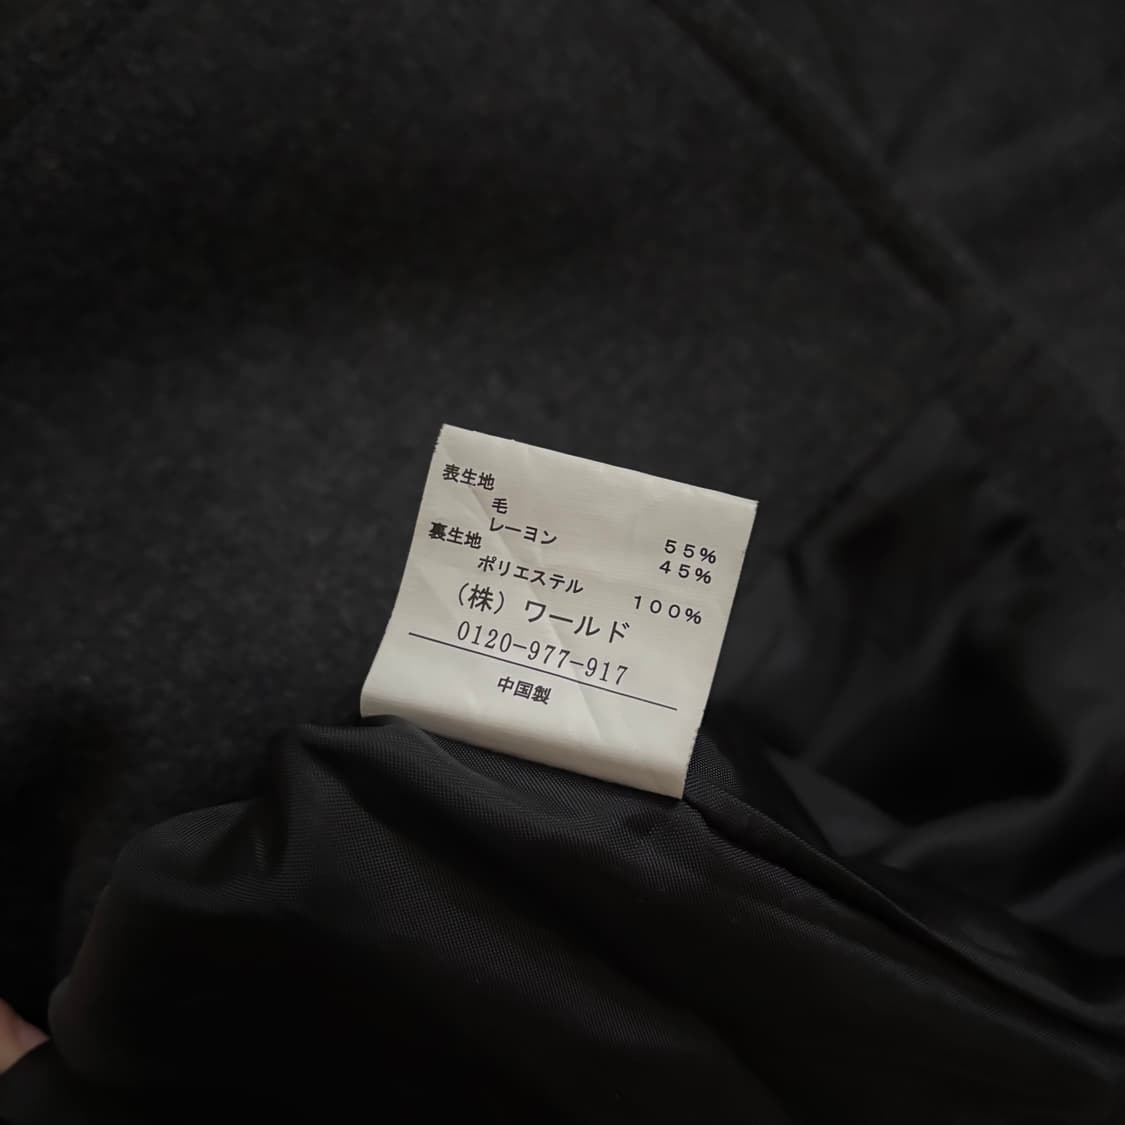 表生地
毛 55%
レーヨン 45%
裏生地
ポリエステル 100%
(株) ワールド
0120-977-917
中国製